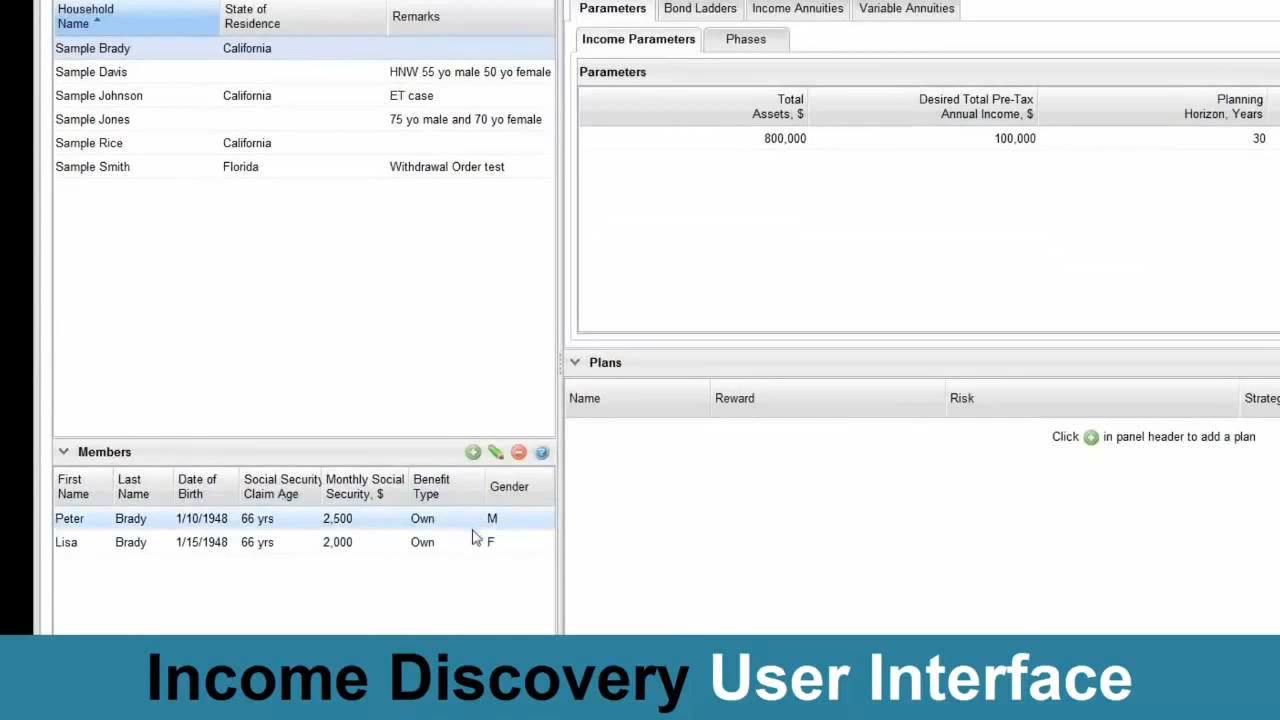 Household Name
State of Residence
Remarks
Sample Brady California
Sample Davis HNW 55 yo male 50 yo female
Sample Johnson California ET case
Sample Jones 75 yo male and 70 yo female
Sample Rice California
Sample Smith Florida Withdrawal Order test
Members
First Name
Last Name
Date of Birth
Social Security Claim Age
Monthly Social Security, $
Benefit Type
Gender
Peter Brady 1/10/1948 66 yrs 2,500 Own M
Lisa Brady 1/15/1948 66 yrs 2,000 Own F
Parameters Bond Ladders Income Annuities Variable Annuities
Income Parameters Phases
Parameters
Total Assets, $
Desired Total Pre-Tax Annual Income, $
Planning Horizon, Years
800,000 100,000 30
Plans
Name Reward Risk Strateg
Click in panel header to add a plan
Income Discovery User Interface